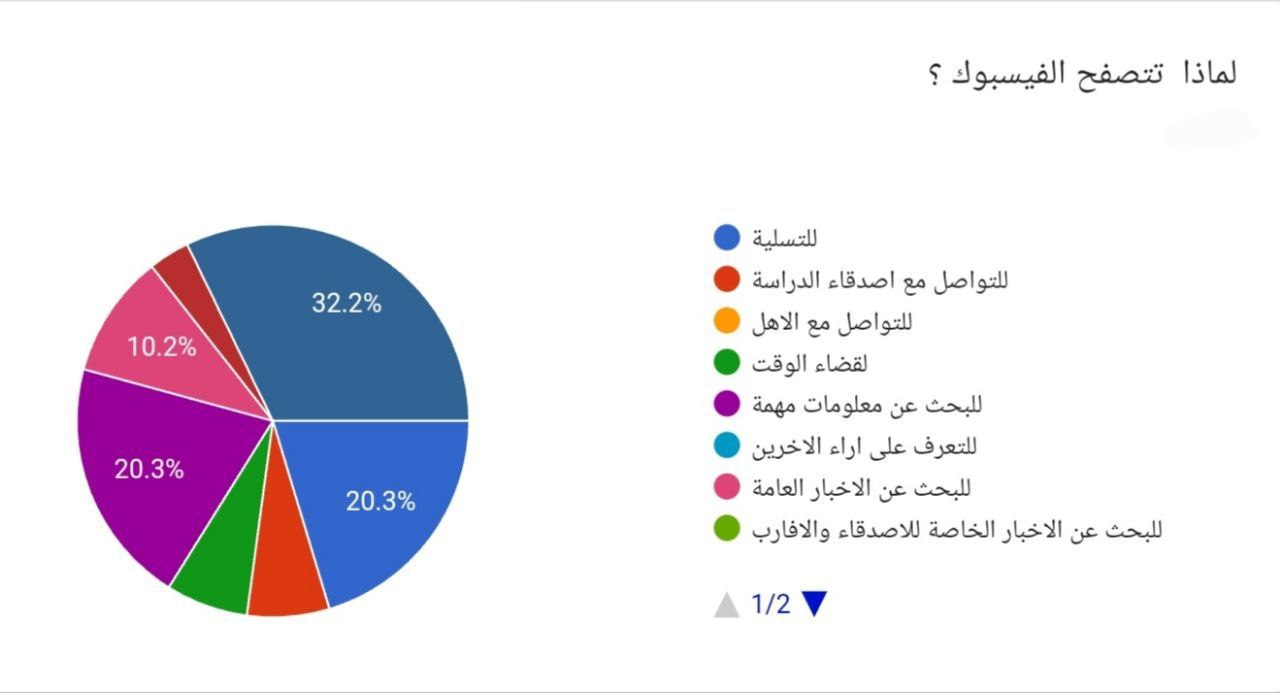 لماذا تتصفح الفيسبوك ؟
للتسلية
للتواصل مع اصدقاء الدراسة
للتواصل مع الاهل
لقضاء الوقت
للبحث عن معلومات مهمة
للتعرف على اراء الاخرين
للبحث عن الاخبار العامة
للبحث عن الاخبار الخاصة للاصدقاء والافارب
1/2
32.2%
10.2%
20.3%
20.3%